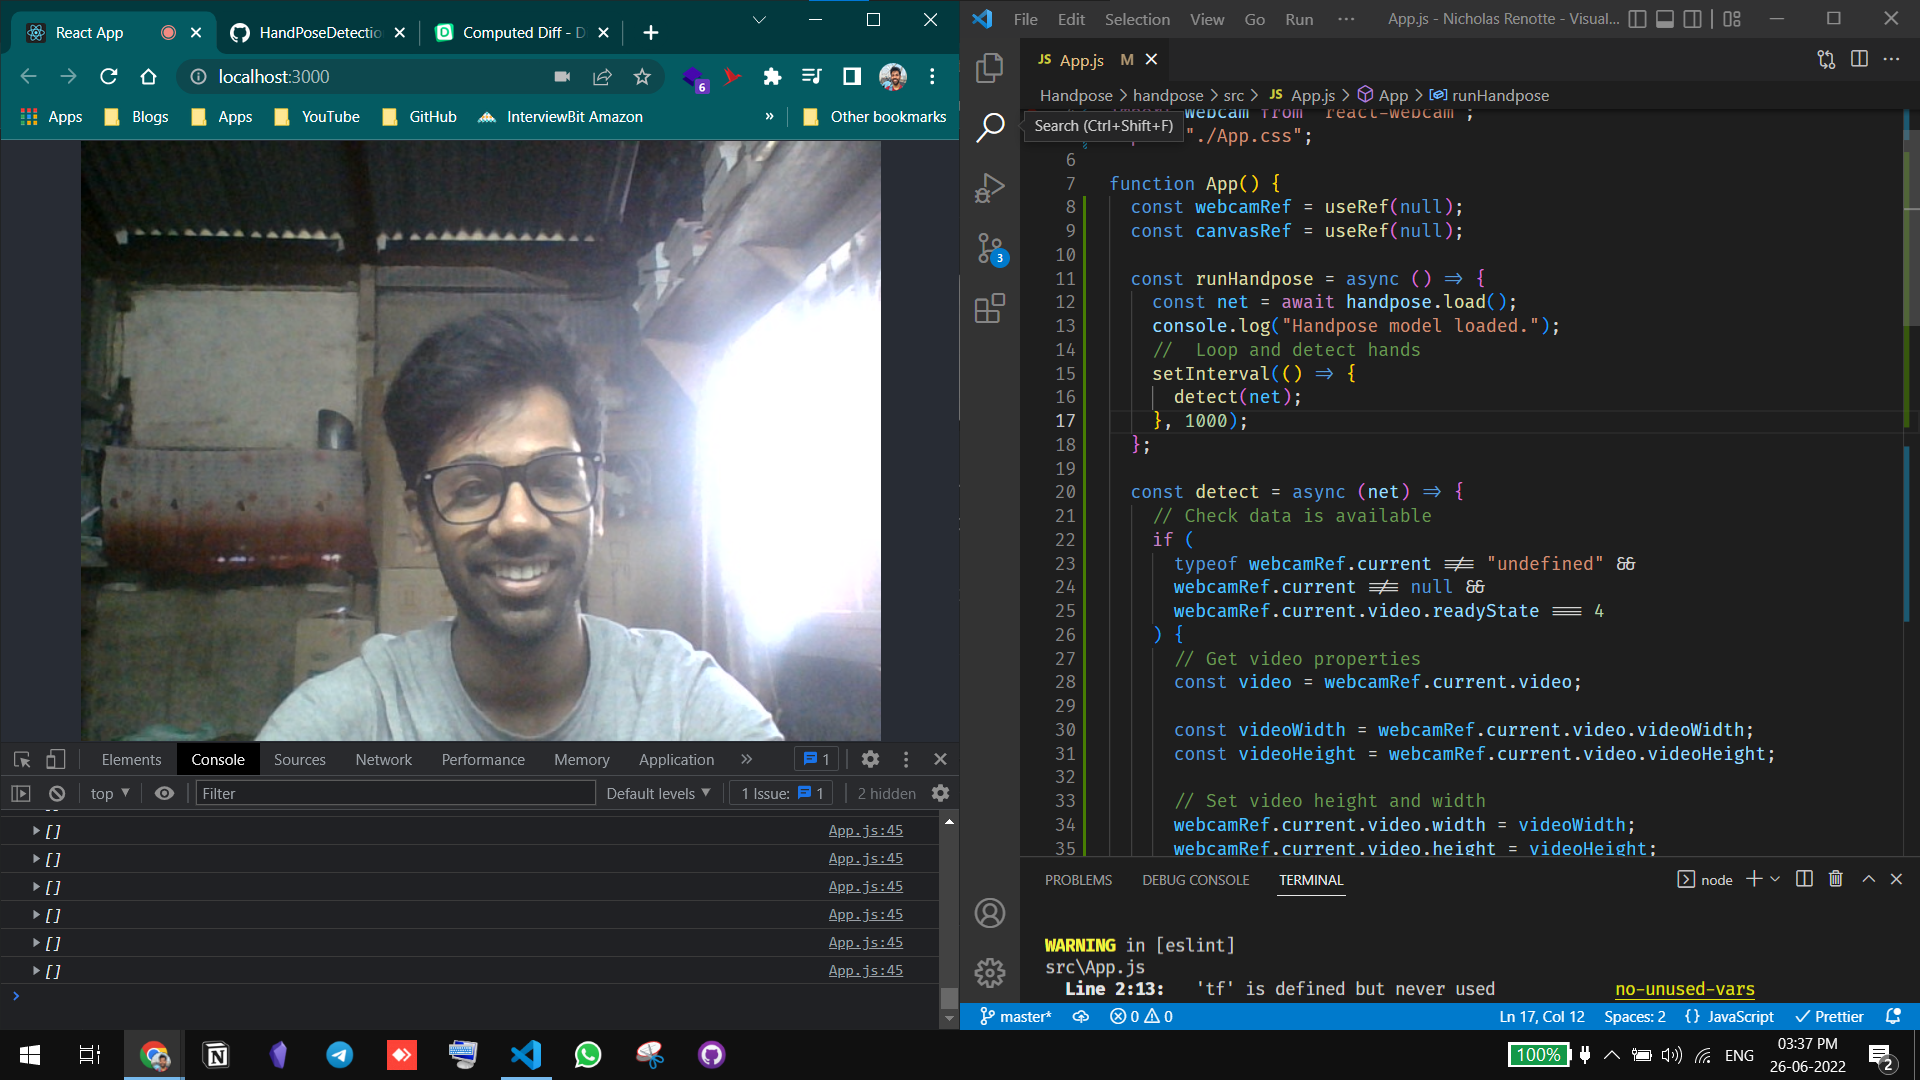 React App
HandPoseDetectio
Computed Diff - D
localhost:3000
6
Apps
Blogs
Apps
YouTube
GitHub
InterviewBit Amazon
»
Other bookmarks
Elements
Console
Sources
Network
Performance
Memory
Application
»
1
top
Filter
Default levels
1 Issue:
1
2 hidden
[]
App.js:45
[]
App.js:45
[]
App.js:45
[]
App.js:45
[]
App.js:45
[]
App.js:45
File Edit Selection View Go Run ···
App.js - Nicholas Renotte - Visual...
JS App.js M
Handpose > handpose > src > JS App.js > App > runHandpose
Search (Ctrl+Shift+F)
Webcam from "react-webcam";
"./App.css";
6
7 function App() {
8 const webcamRef = useRef(null);
9 const canvasRef = useRef(null);
10
11 const runHandpose = async () => {
12 const net = await handpose.load();
13 console.log("Handpose model loaded.");
14 // Loop and detect hands
15 setInterval(() => {
16 detect(net);
17 }, 1000);
18 };
19
20 const detect = async (net) => {
21 // Check data is available
22 if (
23 typeof webcamRef.current !== "undefined" &&
24 webcamRef.current !== null &&
25 webcamRef.current.video.readyState === 4
26 ) {
27 // Get video properties
28 const video = webcamRef.current.video;
29
30 const videoWidth = webcamRef.current.video.videoWidth;
31 const videoHeight = webcamRef.current.video.videoHeight;
32
33 // Set video height and width
34 webcamRef.current.video.width = videoWidth;
35 webcamRef.current.video.height = videoHeight;
3
PROBLEMS
DEBUG CONSOLE
TERMINAL
node
WARNING in [eslint]
src\App.js
Line 2:13: 'tf' is defined but never used no-unused-vars
master*
0
0
Ln 17, Col 12
Spaces: 2
{} JavaScript
Prettier
100%
ENG
03:37 PM
26-06-2022
2